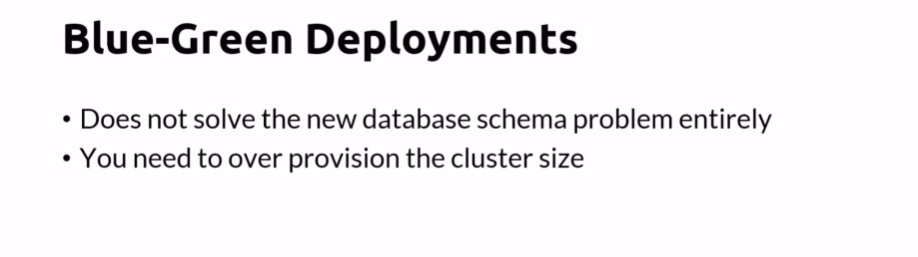 Blue-Green Deployments
• Does not solve the new database schema problem entirely
• You need to over provision the cluster size